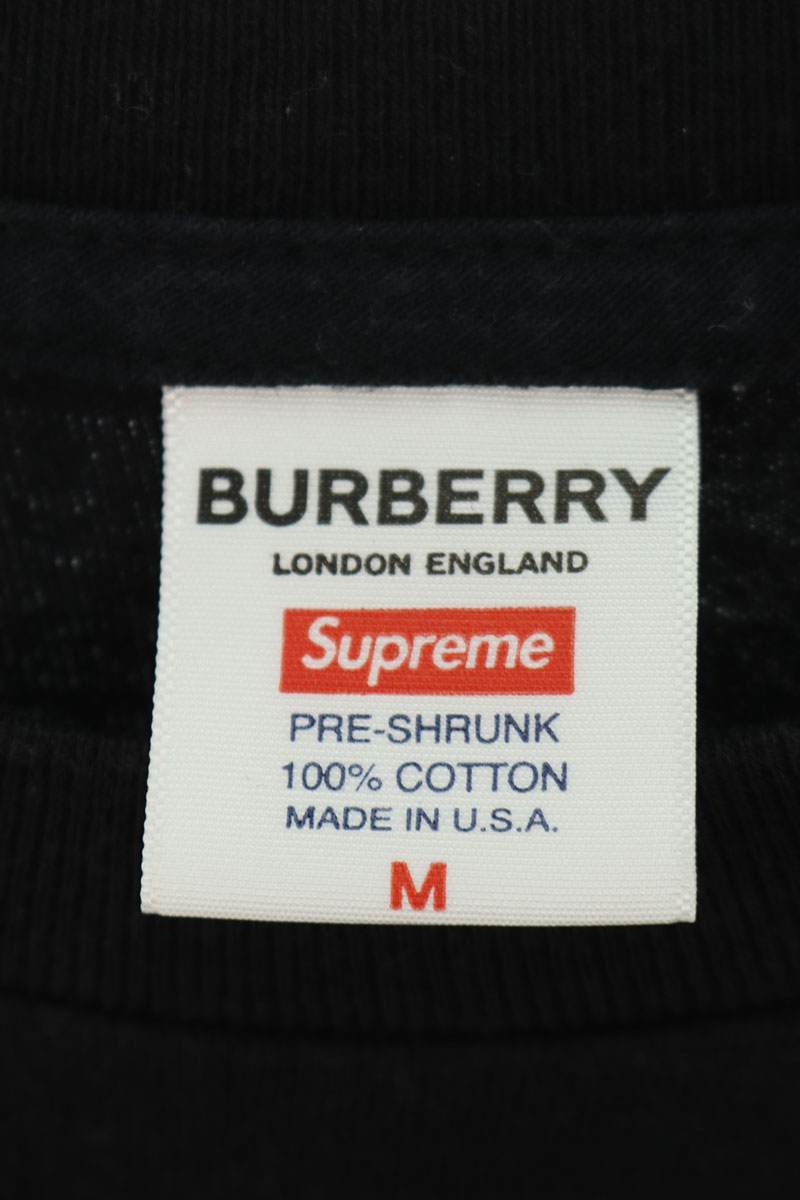 BURBERRY
LONDON ENGLAND
Supreme
PRE-SHRUNK
100% COTTON
MADE IN U.S.A.
M